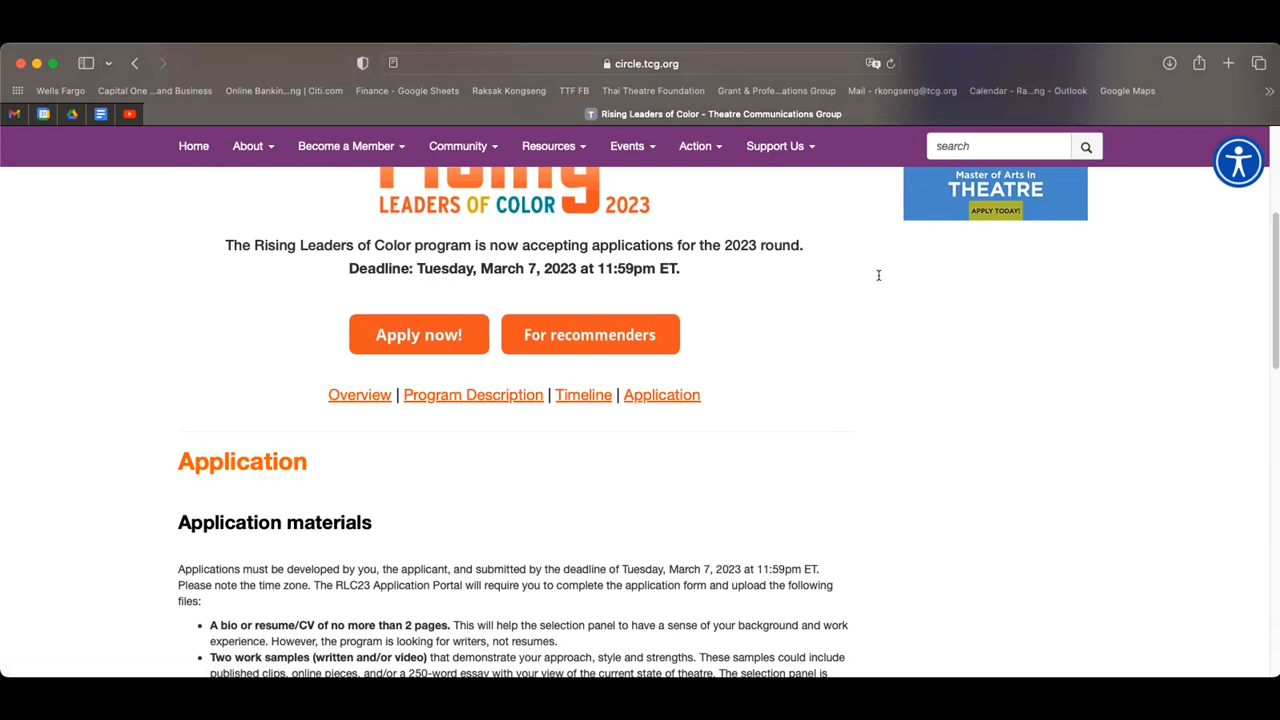 circle.tcg.org
Wells Fargo Capital One ...and Business Online Bankin...ng | Citi.com Finance - Google Sheets Raksak Kongseng TTF FB Thai Theatre Foundation Grant & Profe...ations Group Mail - rkongseng@tcg.org Calendar - Ra...ng - Outlook Google Maps
T Rising Leaders of Color - Theatre Communications Group
Home About Become a Member Community Resources Events Action Support Us search
Master of Arts in
THEATRE
APPLY TODAY!
Rising
LEADERS OF COLOR 2023
The Rising Leaders of Color program is now accepting applications for the 2023 round.
Deadline: Tuesday, March 7, 2023 at 11:59pm ET.
Apply now! For recommenders
Overview | Program Description | Timeline | Application
Application
Application materials
Applications must be developed by you, the applicant, and submitted by the deadline of Tuesday, March 7, 2023 at 11:59pm ET.
Please note the time zone. The RLC23 Application Portal will require you to complete the application form and upload the following
files:
• A bio or resume/CV of no more than 2 pages. This will help the selection panel to have a sense of your background and work
experience. However, the program is looking for writers, not resumes.
• Two work samples (written and/or video) that demonstrate your approach, style and strengths. These samples could include
published clips, online pieces, and/or a 250-word essay with your view of the current state of theatre. The selection panel is